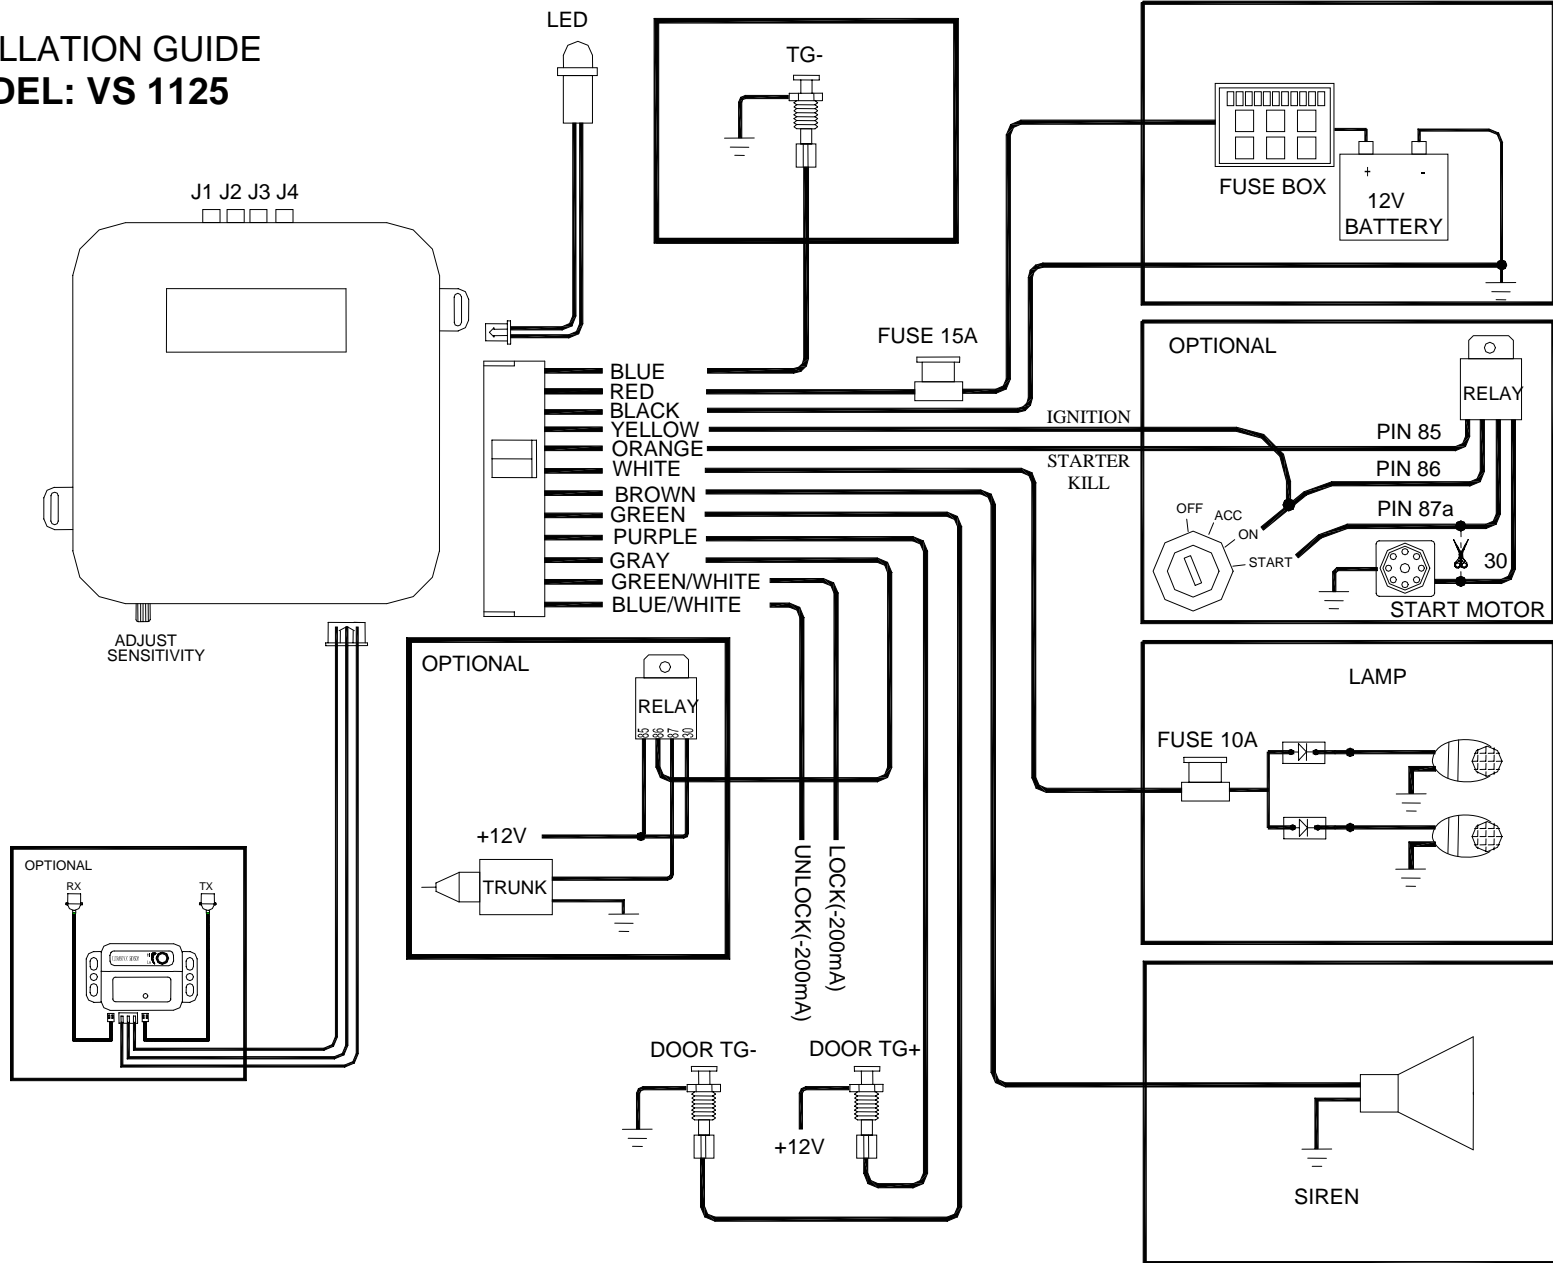 LLATION GUIDE
DEL: VS 1125
LED
TG-
J1 J2 J3 J4
FUSE BOX
+ -
12V
BATTERY
FUSE 15A
BLUE
RED
BLACK
YELLOW
ORANGE
WHITE
BROWN
GREEN
PURPLE
GRAY
GREEN/WHITE
BLUE/WHITE
IGNITION
STARTER
KILL
OPTIONAL
RELAY
PIN 85
PIN 86
PIN 87a
OFF
ACC
ON
START
30
START MOTOR
ADJUST
SENSITIVITY
OPTIONAL
RELAY
85 86 87 30
+12V
TRUNK
UNLOCK(-200mA)
LOCK(-200mA)
LAMP
FUSE 10A
OPTIONAL
RX
TX
DOOR TG-
DOOR TG+
+12V
SIREN